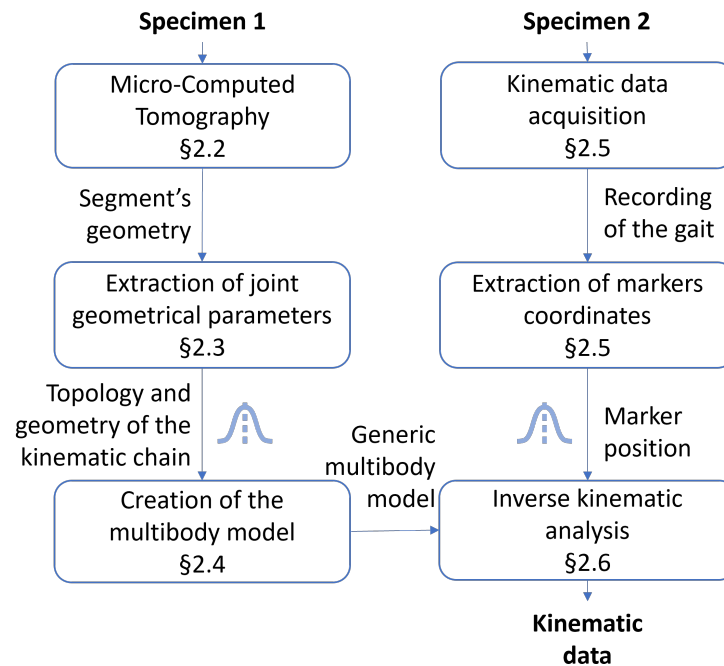 Specimen 1
Micro-Computed
Tomography
§2.2
Segment's
geometry
Extraction of joint
geometrical parameters
§2.3
Topology and
geometry of the
kinematic chain
Creation of the
multibody model
§2.4
Generic
multibody
model
Specimen 2
Kinematic data
acquisition
§2.5
Recording
of the gait
Extraction of markers
coordinates
§2.5
Marker
position
Inverse kinematic
analysis
§2.6
Kinematic
data